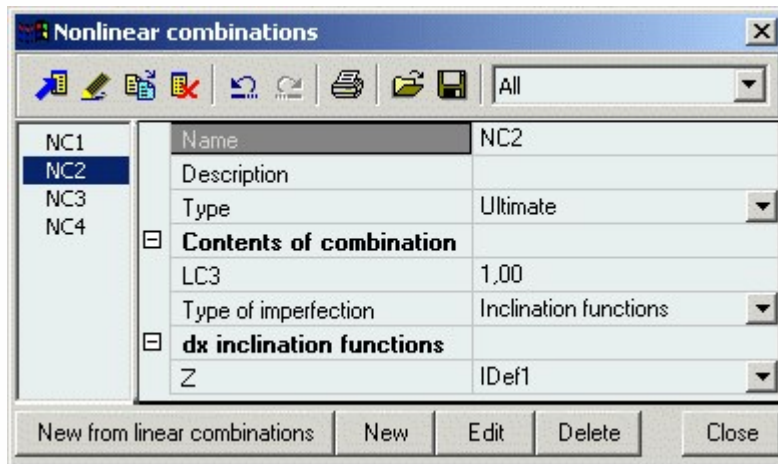 Nonlinear combinations
All
NC1
NC2
NC3
NC4
Name NC2
Description
Type Ultimate
Contents of combination
LC3 1,00
Type of imperfection Inclination functions
dx inclination functions
Z IDef1
New from linear combinations New Edit Delete Close